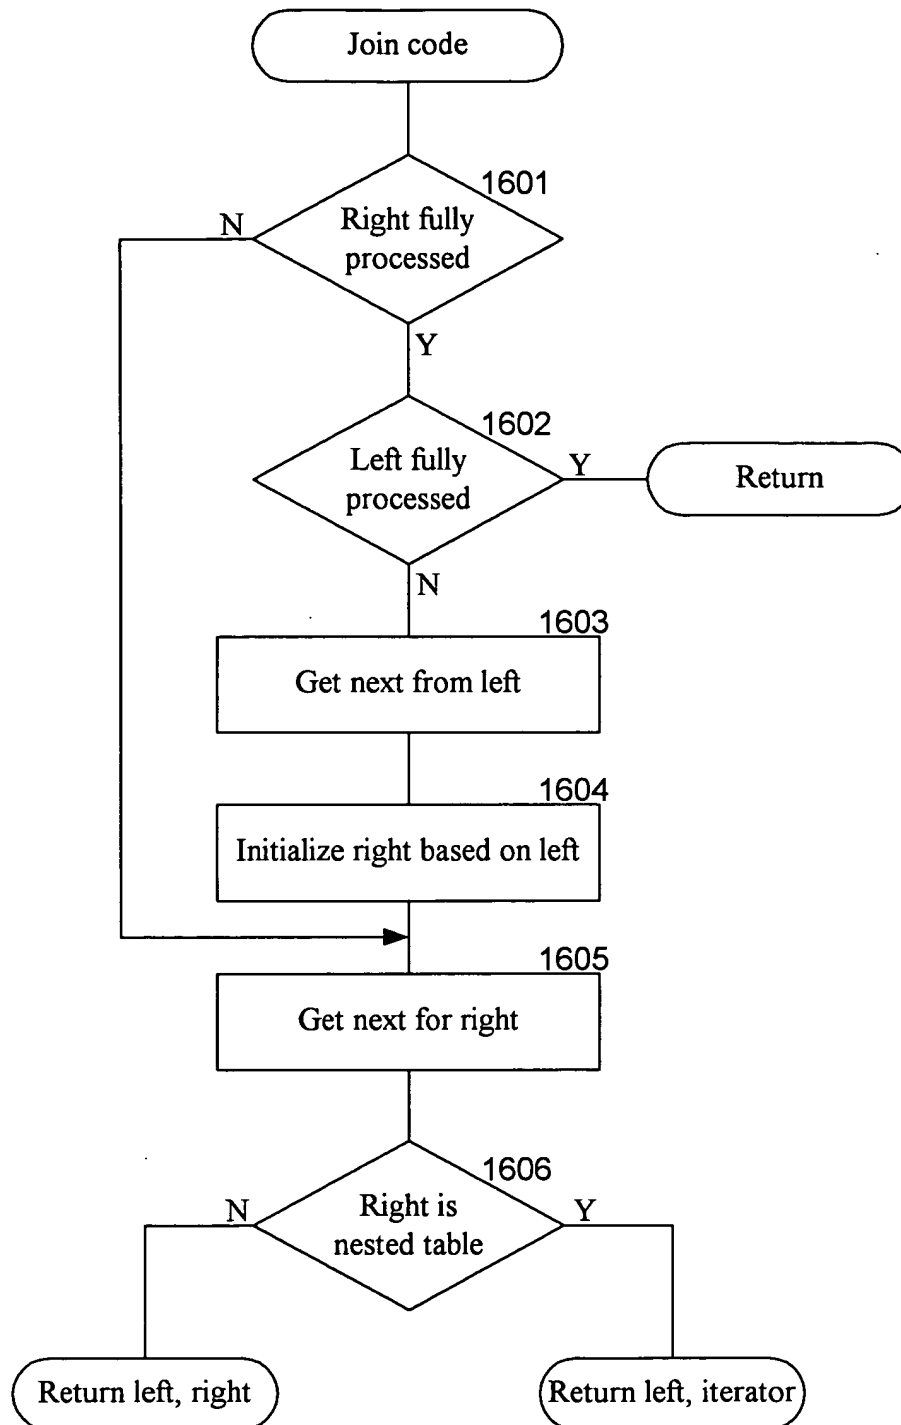 Join code
1601
N
Right fully
processed
Y
1602
Left fully
processed
Y
Return
N
1603
Get next from left
1604
Initialize right based on left
1605
Get next for right
1606
N
Right is
nested table
Y
Return left, right
Return left, iterator